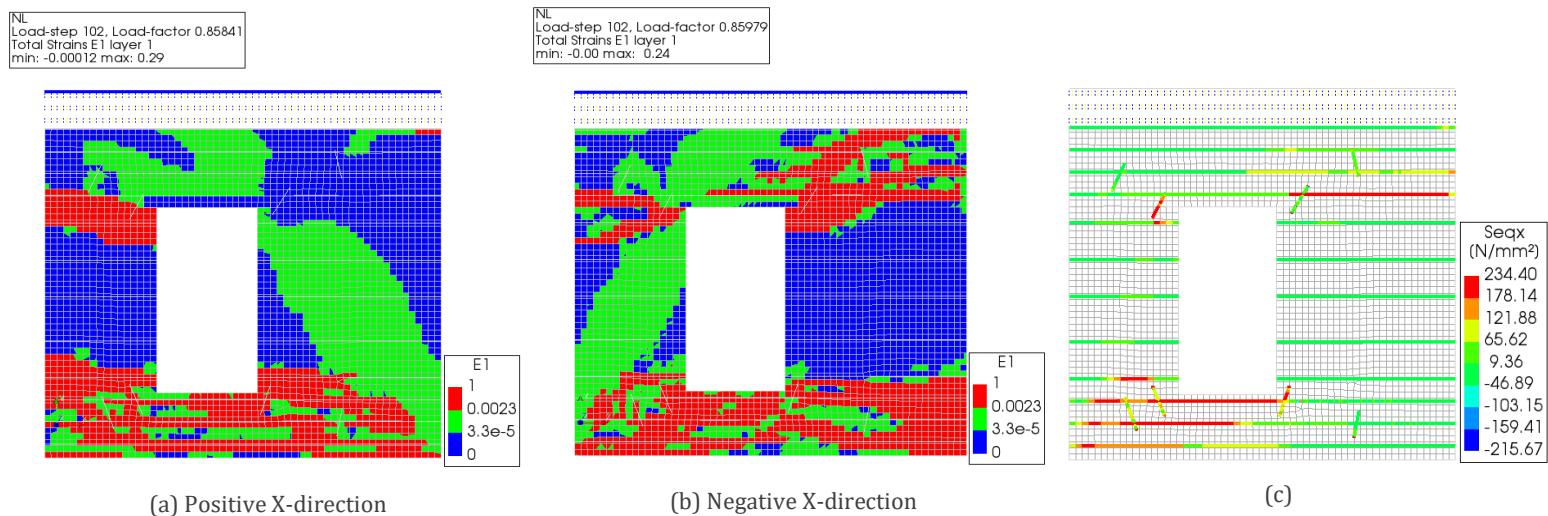 NL
Load-step 102, Load-factor 0.85841
Total Strains E1 layer 1
min: -0.00012 max: 0.29
NL
Load-step 102, Load-factor 0.85979
Total Strains E1 layer 1
min: -0.00 max: 0.24
E1
1
0.0023
3.3e-5
0
E1
1
0.0023
3.3e-5
0
Seqx
(N/mm²)
234.40
178.14
121.88
65.62
9.36
-46.89
-103.15
-159.41
-215.67
(a) Positive X-direction
(b) Negative X-direction
(c)